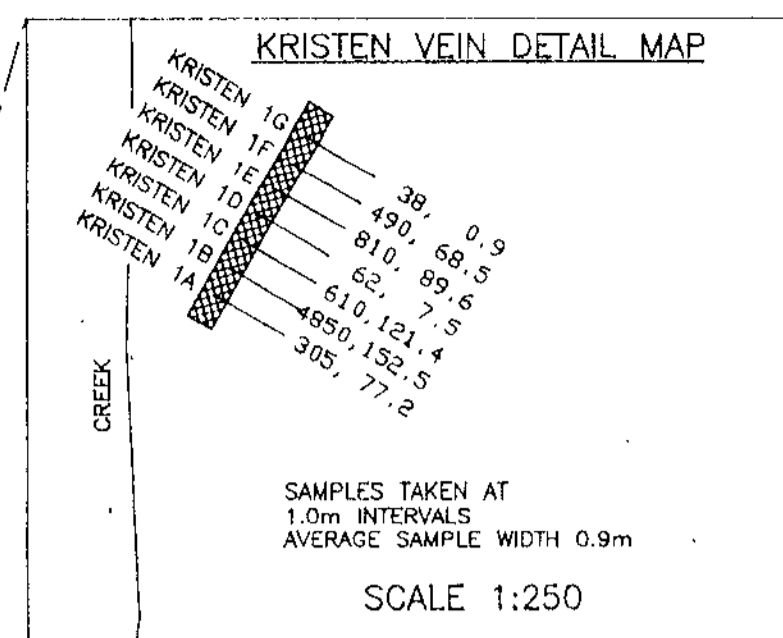 KRISTEN VEIN DETAIL MAP
KRISTEN 1G
KRISTEN 1F
KRISTEN 1E
KRISTEN 1D
KRISTEN 1C
KRISTEN 1B
KRISTEN 1A
38, 0.9
490, 68.5
810, 89.6
62, 7.5
610, 121.4
4850, 152.5
305, 77.2
CREEK
SAMPLES TAKEN AT
1.0m INTERVALS
AVERAGE SAMPLE WIDTH 0.9m
SCALE 1:250